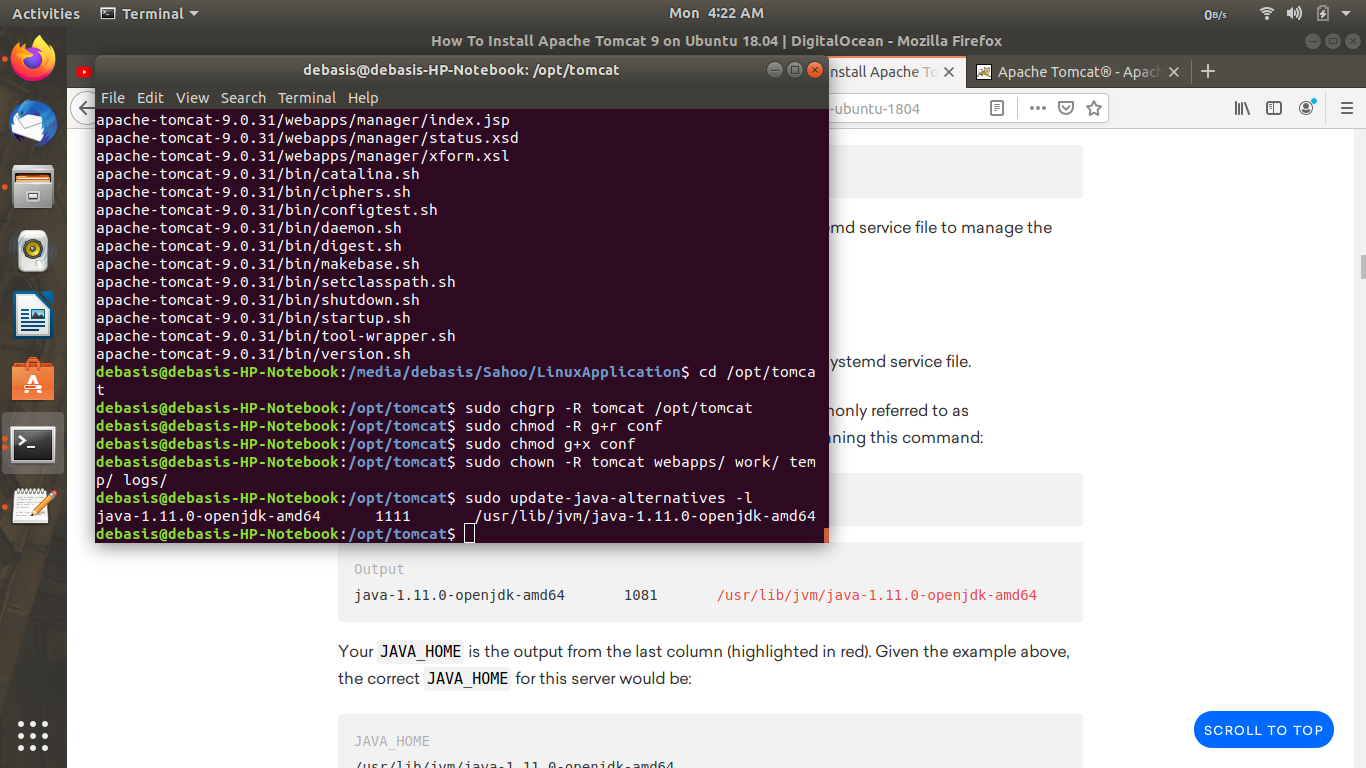 Activities Terminal Mon 4:22 AM 0B/s
How To Install Apache Tomcat 9 on Ubuntu 18.04 | DigitalOcean - Mozilla Firefox
debasis@debasis-HP-Notebook: /opt/tomcat
nstall Apache To
Apache Tomcat® - Apac
File Edit View Search Terminal Help
-ubuntu-1804
apache-tomcat-9.0.31/webapps/manager/index.jsp
apache-tomcat-9.0.31/webapps/manager/status.xsd
apache-tomcat-9.0.31/webapps/manager/xform.xsl
apache-tomcat-9.0.31/bin/catalina.sh
apache-tomcat-9.0.31/bin/ciphers.sh
apache-tomcat-9.0.31/bin/configtest.sh
apache-tomcat-9.0.31/bin/daemon.sh
apache-tomcat-9.0.31/bin/digest.sh
apache-tomcat-9.0.31/bin/makebase.sh
apache-tomcat-9.0.31/bin/setclasspath.sh
apache-tomcat-9.0.31/bin/shutdown.sh
apache-tomcat-9.0.31/bin/startup.sh
apache-tomcat-9.0.31/bin/tool-wrapper.sh
apache-tomcat-9.0.31/bin/version.sh
debasis@debasis-HP-Notebook:/media/debasis/Sahoo/LinuxApplication$ cd /opt/tomca
t
debasis@debasis-HP-Notebook:/opt/tomcat$ sudo chgrp -R tomcat /opt/tomcat
debasis@debasis-HP-Notebook:/opt/tomcat$ sudo chmod -R g+r conf
debasis@debasis-HP-Notebook:/opt/tomcat$ sudo chmod g+x conf
debasis@debasis-HP-Notebook:/opt/tomcat$ sudo chown -R tomcat webapps/ work/ tem
p/ logs/
debasis@debasis-HP-Notebook:/opt/tomcat$ sudo update-java-alternatives -l
java-1.11.0-openjdk-amd64 1111 /usr/lib/jvm/java-1.11.0-openjdk-amd64
debasis@debasis-HP-Notebook:/opt/tomcat$
emd service file to manage the
ystemd service file.
monly referred to as
nning this command:
Output
java-1.11.0-openjdk-amd64 1081 /usr/lib/jvm/java-1.11.0-openjdk-amd64
Your JAVA_HOME is the output from the last column (highlighted in red). Given the example above,
the correct JAVA_HOME for this server would be:
JAVA_HOME
/usr/lib/jvm/java-1.11.0-openjdk-amd64
SCROLL TO TOP